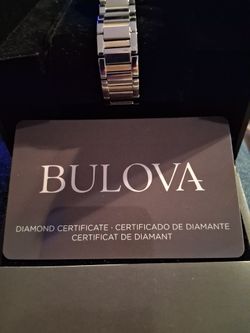 BULOVA
DIAMOND CERTIFICATE · CERTIFICADO DE DIAMANTE
CERTIFICAT DE DIAMANT